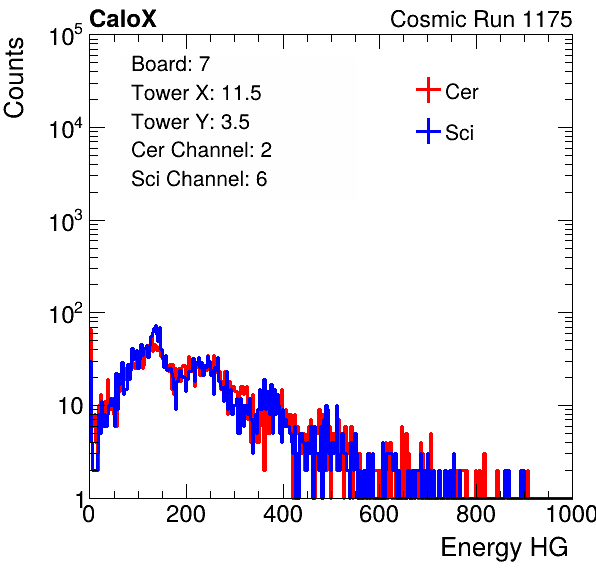 CaloX
Cosmic Run 1175
Counts
Board: 7
Tower X: 11.5
Tower Y: 3.5
Cer Channel: 2
Sci Channel: 6
Cer
Sci
10^5
10^4
10^3
10^2
10
1
0 200 400 600 800 1000
Energy HG